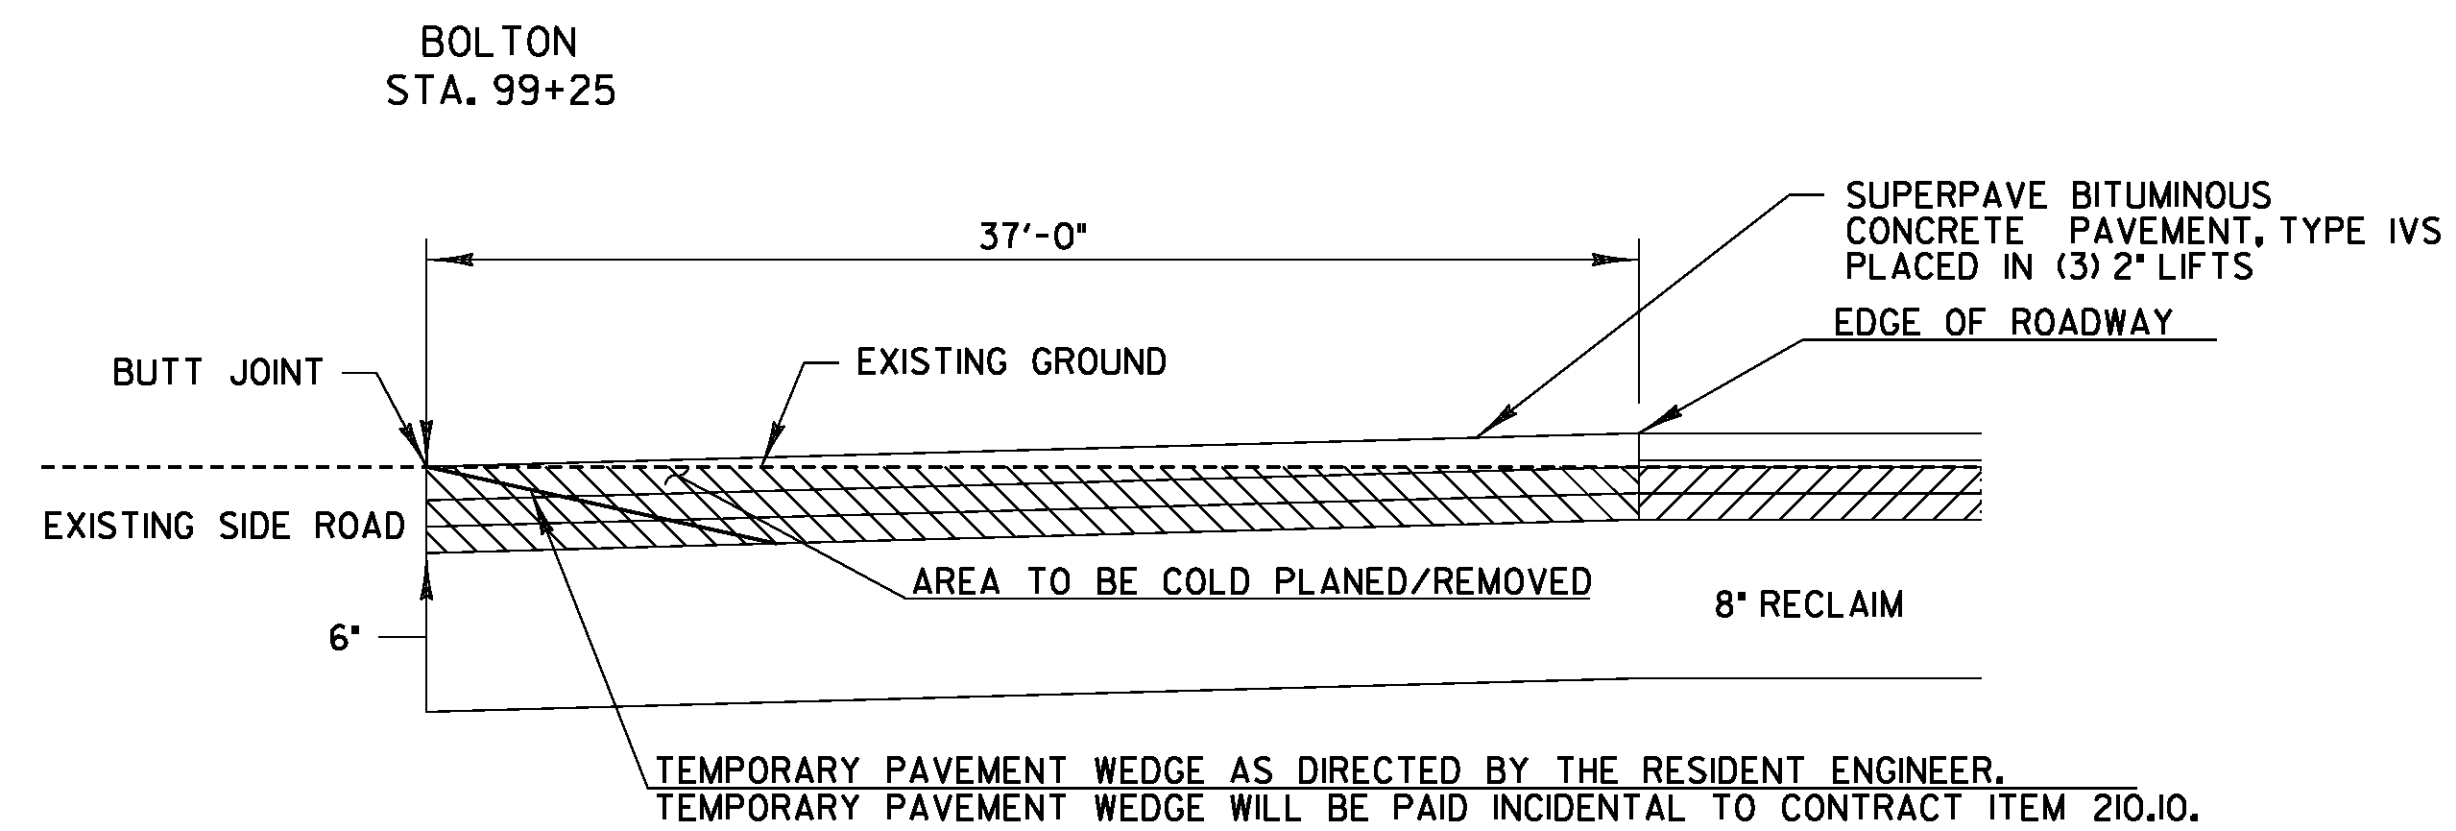 BOLTON
STA. 99+25
SUPERPAVE BITUMINOUS
CONCRETE PAVEMENT, TYPE IVS
PLACED IN (3) 2" LIFTS
37'-0"
EDGE OF ROADWAY
BUTT JOINT
EXISTING GROUND
EXISTING SIDE ROAD
AREA TO BE COLD PLANED/REMOVED
8" RECLAIM
6"
TEMPORARY PAVEMENT WEDGE AS DIRECTED BY THE RESIDENT ENGINEER.
TEMPORARY PAVEMENT WEDGE WILL BE PAID INCIDENTAL TO CONTRACT ITEM 210.10.